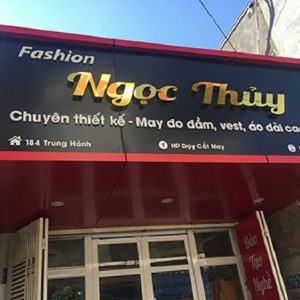 Fashion
Ngọc Thủy
Chuyên thiết kế - May đo đầm, vest, áo dài
184 Trung Hành
HP Dạy Cắt May
Đào
Tạo
Nghề